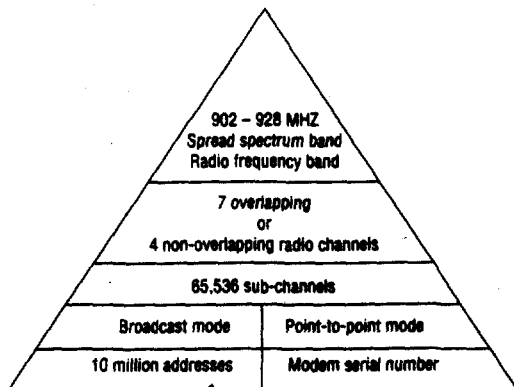 902 – 928 MHZ
Spread spectrum band
Radio frequency band
7 overlapping
or
4 non-overlapping radio channels
65,536 sub-channels
Broadcast mode
Point-to-point mode
10 million addresses
Modem serial number